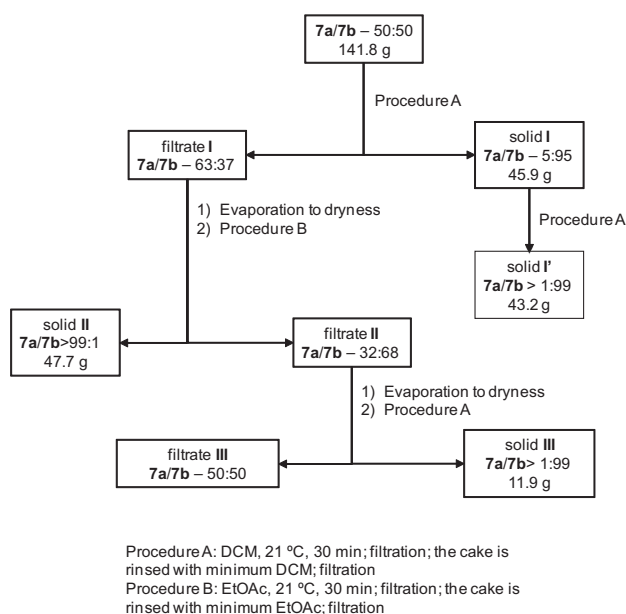 7a/7b – 50:50
141.8 g
Procedure A
filtrate I
7a/7b – 63:37
solid I
7a/7b – 5:95
45.9 g
1) Evaporation to dryness
2) Procedure B
Procedure A
solid I'
7a/7b > 1:99
43.2 g
solid II
7a/7b>99:1
47.7 g
filtrate II
7a/7b – 32:68
1) Evaporation to dryness
2) Procedure A
filtrate III
7a/7b – 50:50
solid III
7a/7b> 1:99
11.9 g
Procedure A: DCM, 21 ºC, 30 min; filtration; the cake is
rinsed with minimum DCM; filtration
Procedure B: EtOAc, 21 ºC, 30 min; filtration; the cake is
rinsed with minimum EtOAc; filtration